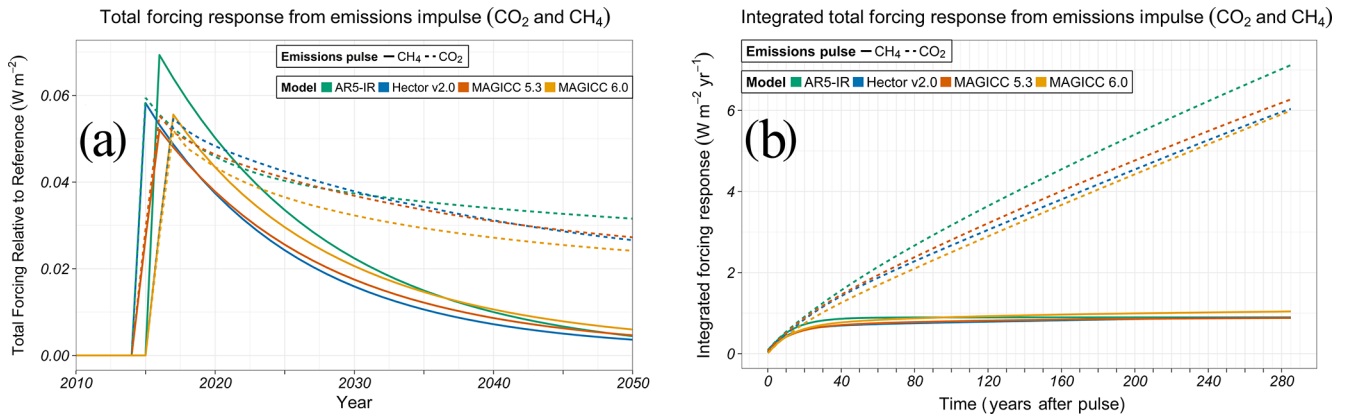 Total forcing response from emissions impulse (CO₂ and CH₄)
Total Forcing Relative to Reference (W m⁻²)
Emissions pulse CH₄ CO₂
Model AR5-IR Hector v2.0 MAGICC 5.3 MAGICC 6.0
(a)
0.06
0.04
0.02
0.00
2010 2020 2030 2040 2050
Year
Integrated total forcing response from emissions impulse (CO₂ and CH₄)
Integrated forcing response (W m⁻² yr⁻¹)
Emissions pulse CH₄ CO₂
Model AR5-IR Hector v2.0 MAGICC 5.3 MAGICC 6.0
(b)
6
4
2
0
0 40 80 120 160 200 240 280
Time (years after pulse)